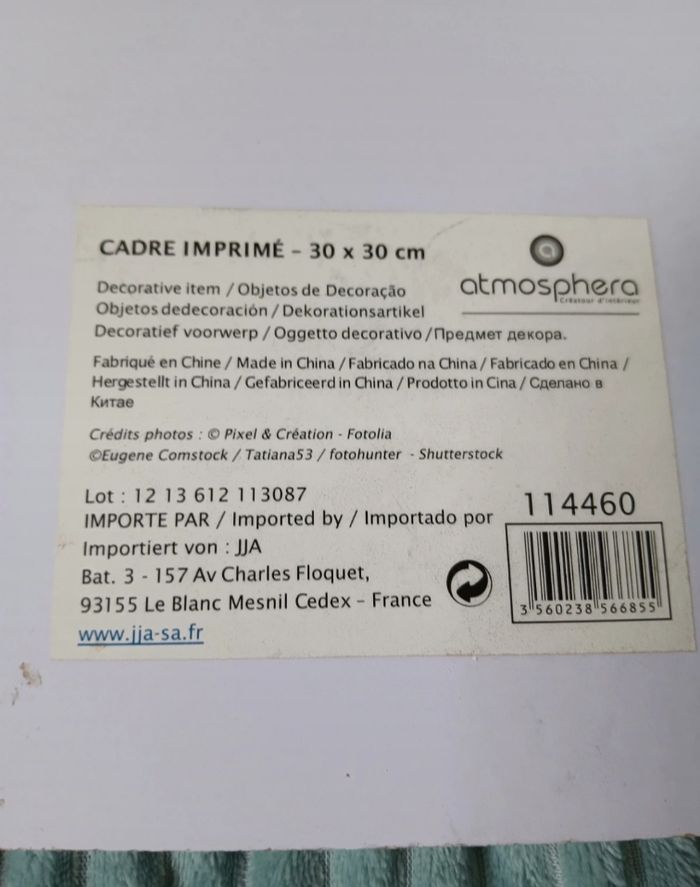 CADRE IMPRIMÉ – 30 x 30 cm
atmosphera
Créateur d'intérieur
Decorative item / Objetos de Decoração
Objetos dedecoración / Dekorationsartikel
Decoratief voorwerp / Oggetto decorativo / Предмет декора.
Fabriqué en Chine / Made in China / Fabricado na China / Fabricado en China /
Hergestellt in China / Gefabriceerd in China / Prodotto in Cina / Сделано в
Китае
Crédits photos : © Pixel & Création - Fotolia
©Eugene Comstock / Tatiana53 / fotohunter - Shutterstock
Lot : 12 13 612 113087
IMPORTE PAR / Imported by / Importado por
Importiert von : JJA
Bat. 3 - 157 Av Charles Floquet,
93155 Le Blanc Mesnil Cedex – France
www.jja-sa.fr
114460
3 560238 566855